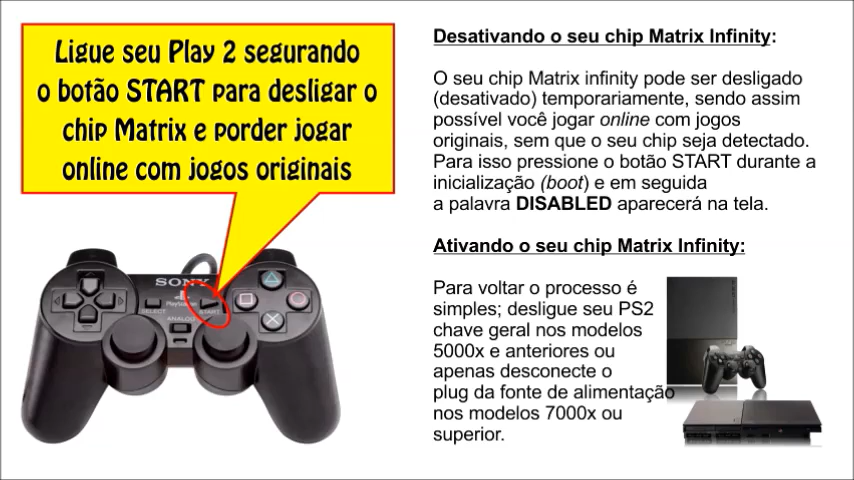 Ligue seu Play 2 segurando
o botão START para desligar o
chip Matrix e porder jogar
online com jogos originais
SONY
PlayStation
SELECT
START
ANALOG
Desativando o seu chip Matrix Infinity:
O seu chip Matrix infinity pode ser desligado
(desativado) temporariamente, sendo assim
possível você jogar online com jogos
originais, sem que o seu chip seja detectado.
Para isso pressione o botão START durante a
inicialização (boot) e em seguida
a palavra DISABLED aparecerá na tela.
Ativando o seu chip Matrix Infinity:
Para voltar o processo é
simples; desligue seu PS2
chave geral nos modelos
5000x e anteriores ou
apenas desconecte o
plug da fonte de alimentação
nos modelos 7000x ou
superior.